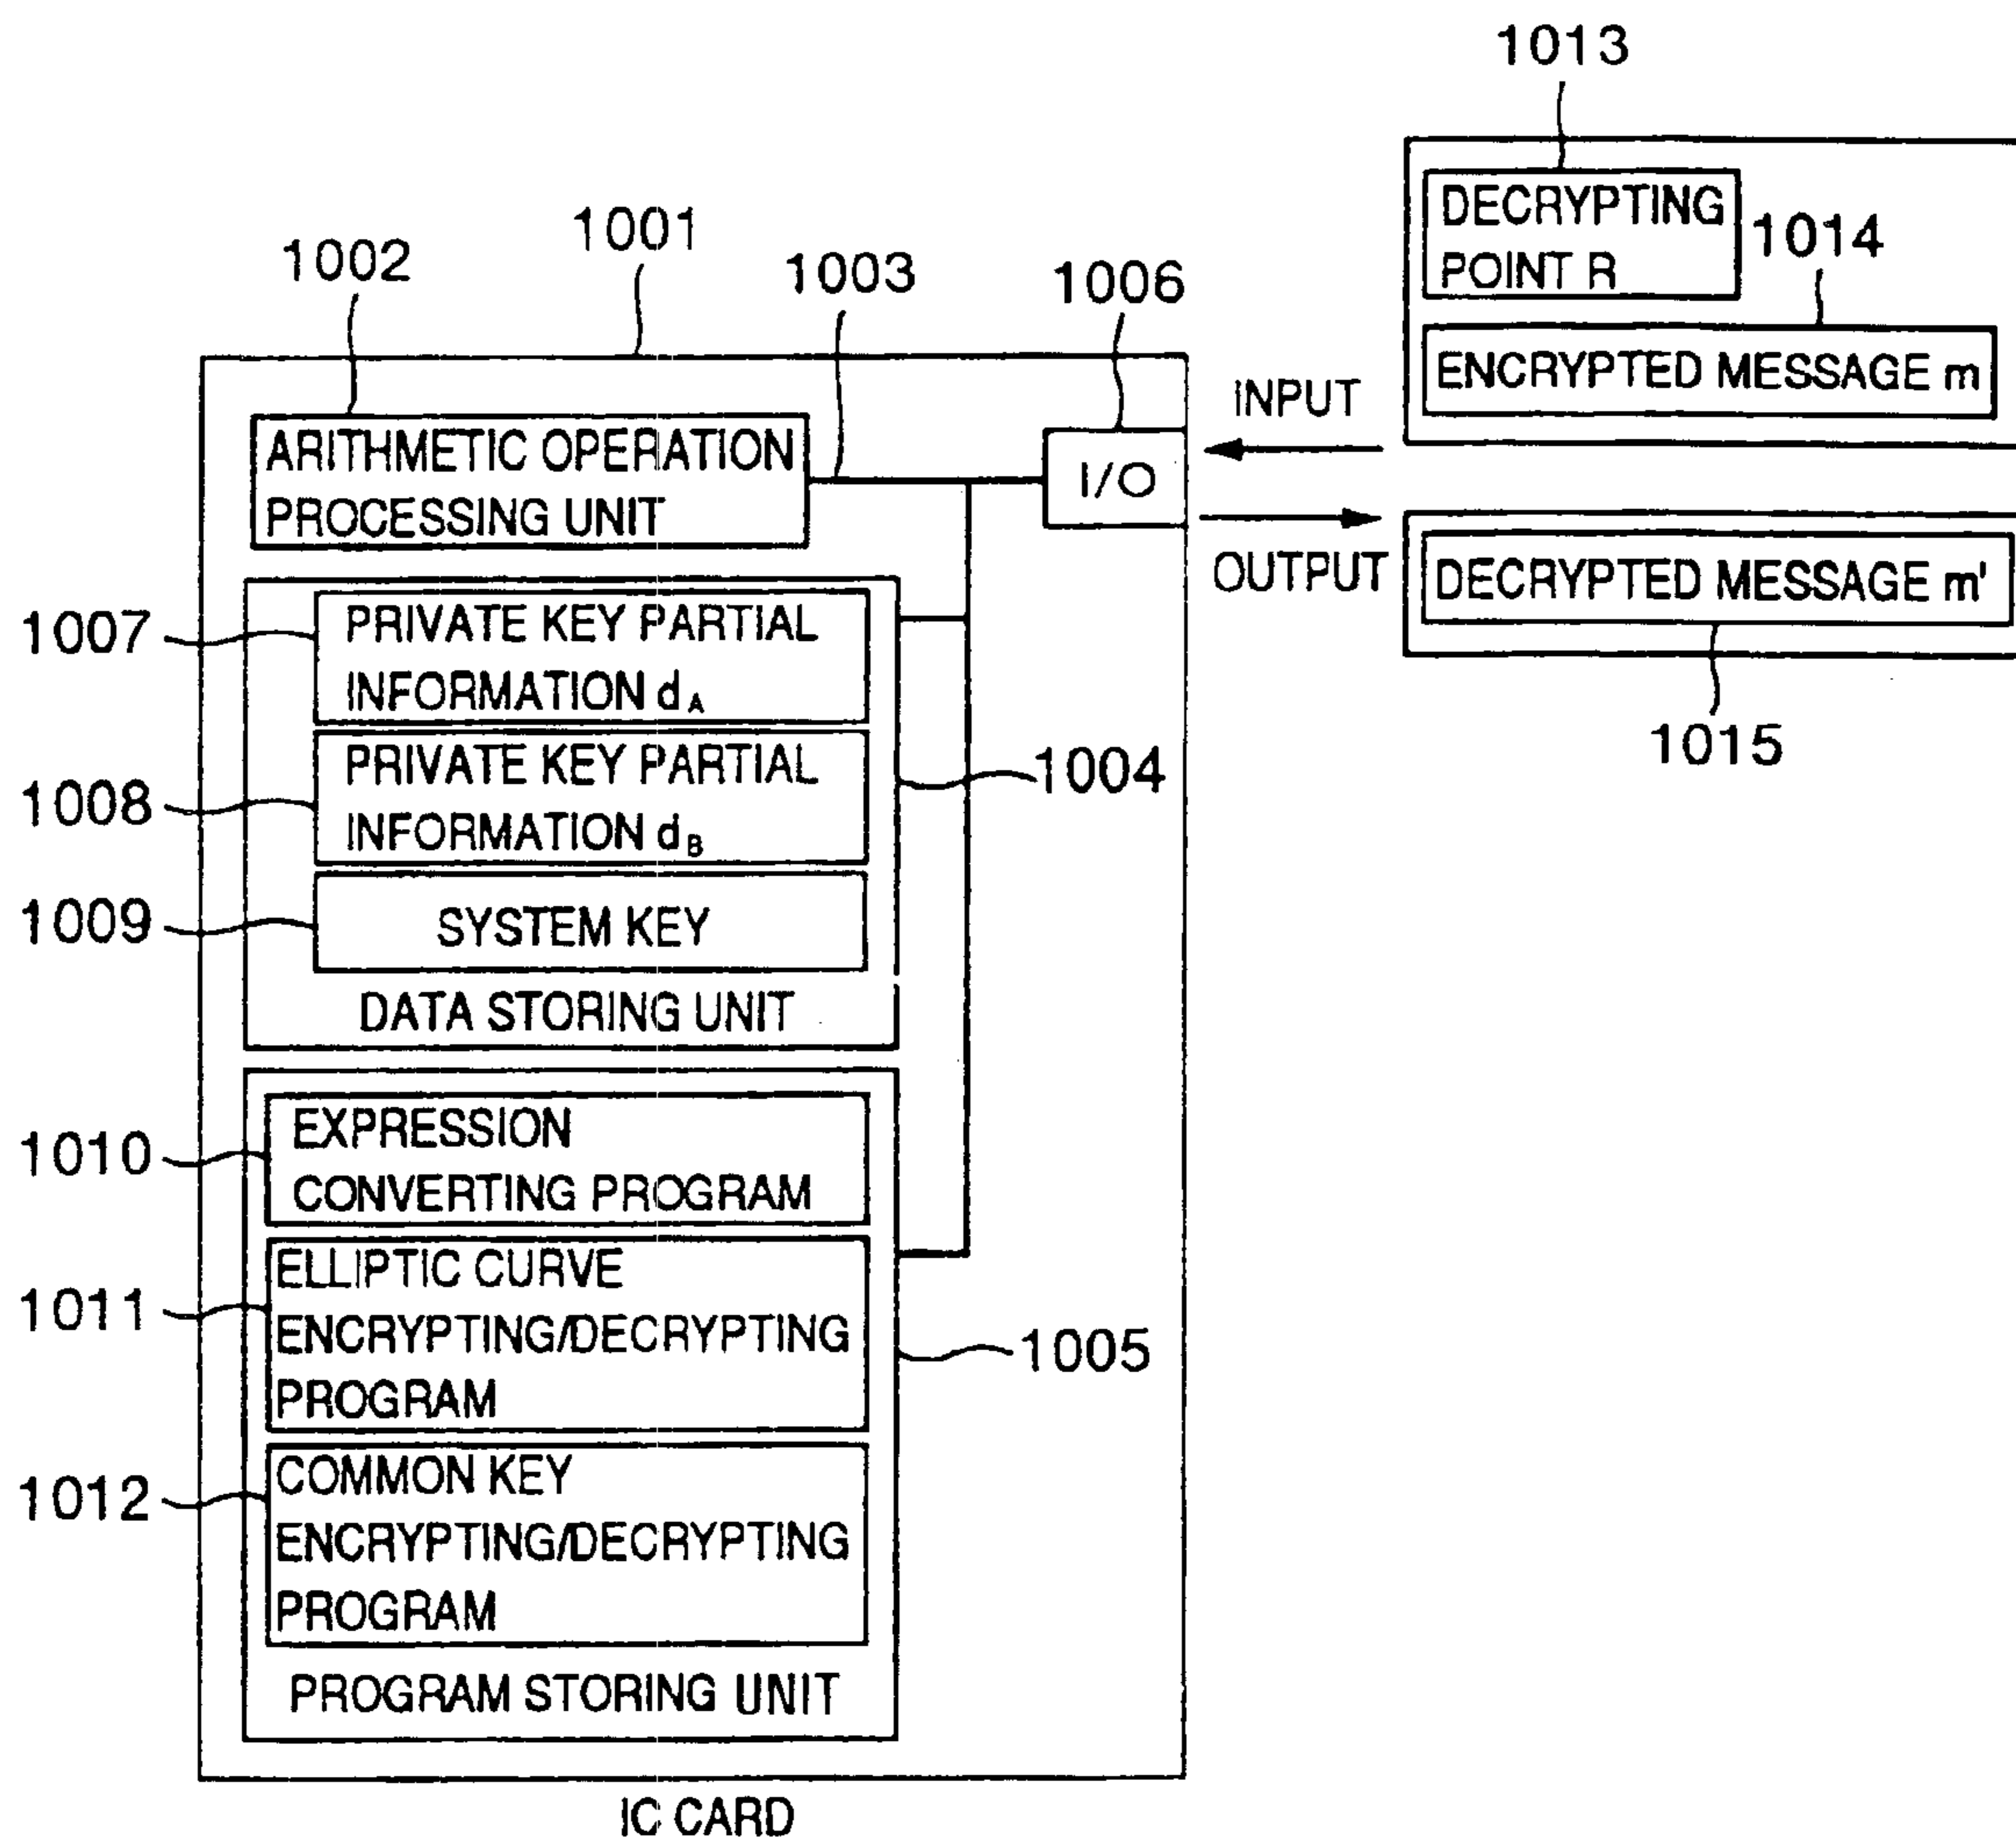 1013
DECRYPTING
POINT R
1014
ENCRYPTED MESSAGE m
1001
1002
1003
1006
INPUT
ARITHMETIC OPERATION
PROCESSING UNIT
I/O
OUTPUT
DECRYPTED MESSAGE m'
1015
1007
PRIVATE KEY PARTIAL
INFORMATION dA
1008
PRIVATE KEY PARTIAL
INFORMATION dB
1004
1009
SYSTEM KEY
DATA STORING UNIT
1010
EXPRESSION
CONVERTING PROGRAM
1011
ELLIPTIC CURVE
ENCRYPTING/DECRYPTING
PROGRAM
1005
1012
COMMON KEY
ENCRYPTING/DECRYPTING
PROGRAM
PROGRAM STORING UNIT
IC CARD